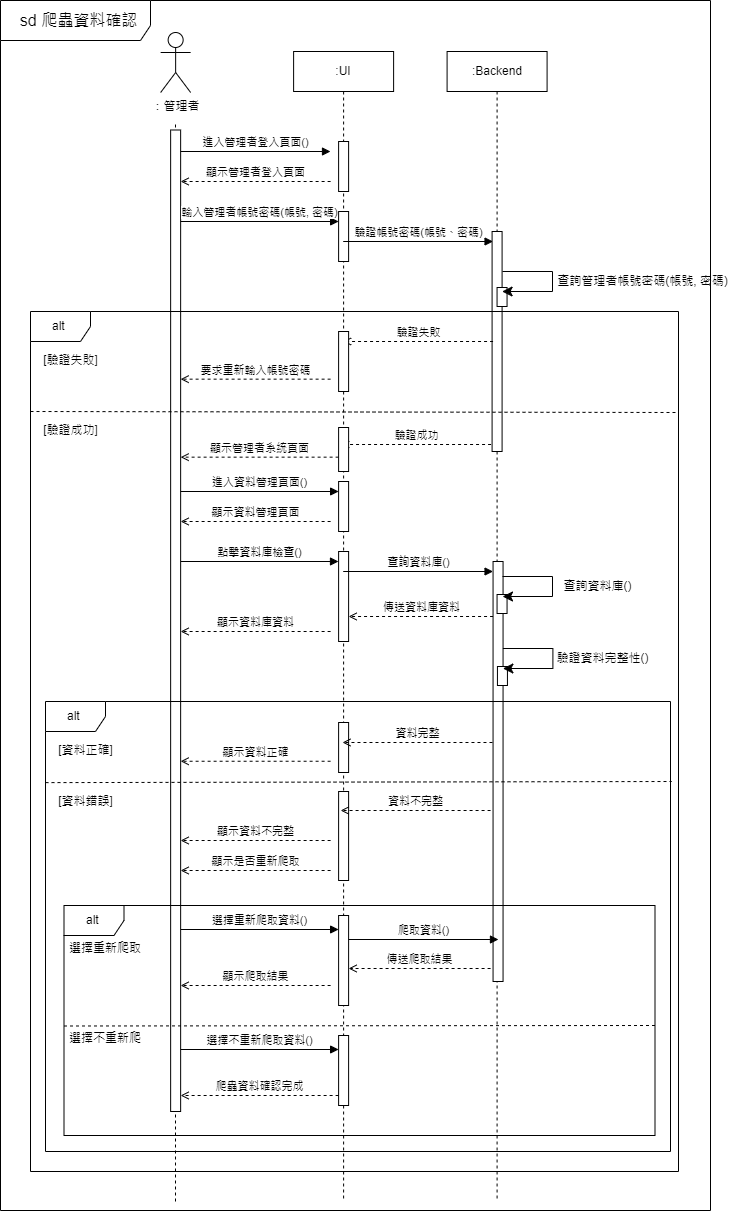 sd 爬蟲資料確認
:UI
:Backend
: 管理者
進入管理者登入頁面()
顯示管理者登入頁面
輸入管理者帳號密碼(帳號, 密碼)
驗證帳號密碼(帳號、密碼)
查詢管理者帳號密碼(帳號, 密碼)
alt
驗證失敗
[驗證失敗]
要求重新輸入帳號密碼
[驗證成功]
驗證成功
顯示管理者系統頁面
進入資料管理頁面()
顯示資料管理頁面
點擊資料庫檢查()
查詢資料庫()
查詢資料庫()
傳送資料庫資料
顯示資料庫資料
驗證資料完整性()
alt
資料完整
[資料正確]
顯示資料正確
[資料錯誤]
資料不完整
顯示資料不完整
顯示是否重新爬取
alt
選擇重新爬取資料()
爬取資料()
選擇重新爬取
傳送爬取結果
顯示爬取結果
選擇不重新爬
選擇不重新爬取資料()
爬蟲資料確認完成